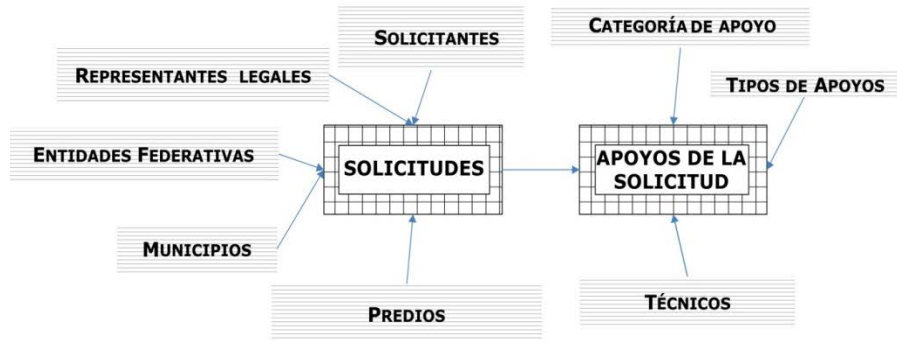 SOLICITANTES
CATEGORÍA DE APOYO
REPRESENTANTES LEGALES
TIPOS DE APOYOS
ENTIDADES FEDERATIVAS
SOLICITUDES
APOYOS DE LA
SOLICITUD
MUNICIPIOS
PREDIOS
TÉCNICOS